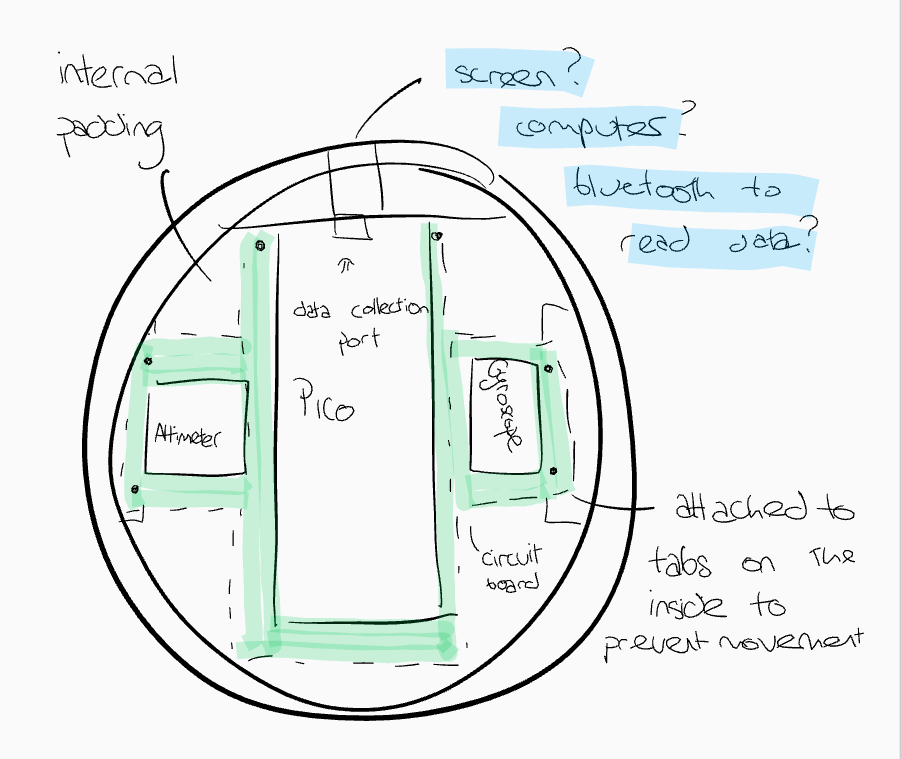 internal
padding
screen?
computer?
bluetooth to
read data?
data collection
port
Pico
Altimeter
Gyroscope
circuit
board
attached to
tabs on the
inside to
prevent movement